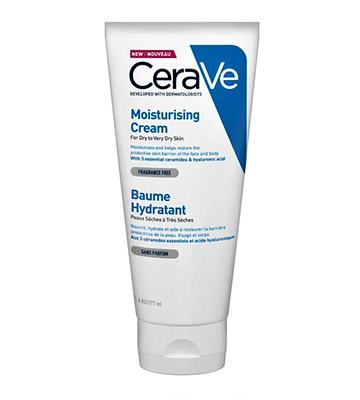 NEW / NOUVEAU
CeraVe
DEVELOPED WITH DERMATOLOGISTS
Moisturising
Cream
For Dry to Very Dry Skin
Moisturises and helps restore the
protective skin barrier of the face and body
With 3 essential ceramides & hyaluronic acid
FRAGRANCE FREE
Baume
Hydratant
Peaux Sèches à Très Sèches
Nourrit, hydrate et aide à restaurer la barrière
protectrice de la peau. Visage et corps
Aux 3 céramides essentiels et acide hyaluronique
SANS PARFUM
177 ml